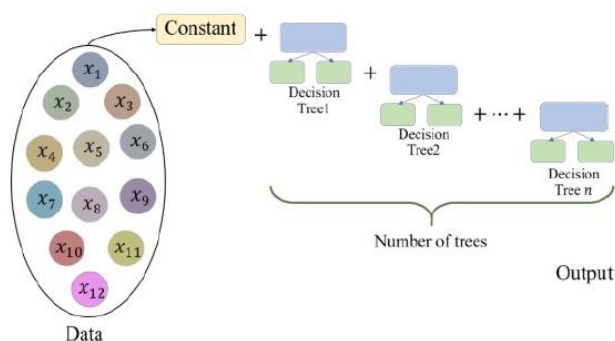 Constant + + + ··· +
x1
x2 x3
x4 x5 x6
x7 x8 x9
x10 x11
x12
Data
Decision
Tree1
Decision
Tree2
Decision
Tree n
Number of trees
Output